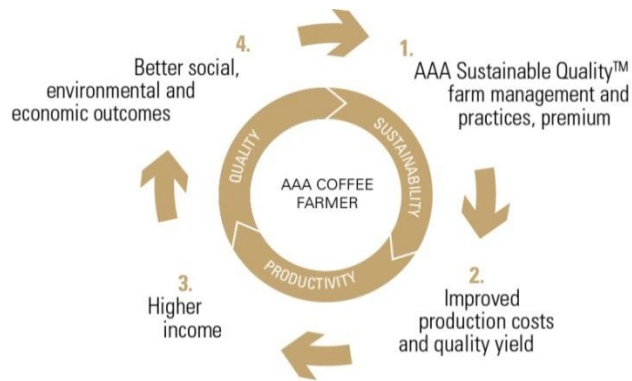 4.
Better social,
environmental and
economic outcomes
1.
AAA Sustainable Quality™
farm management and
practices, premium
QUALITY
SUSTAINABILITY
PRODUCTIVITY
AAA COFFEE
FARMER
3.
Higher
income
2.
Improved
production costs
and quality yield